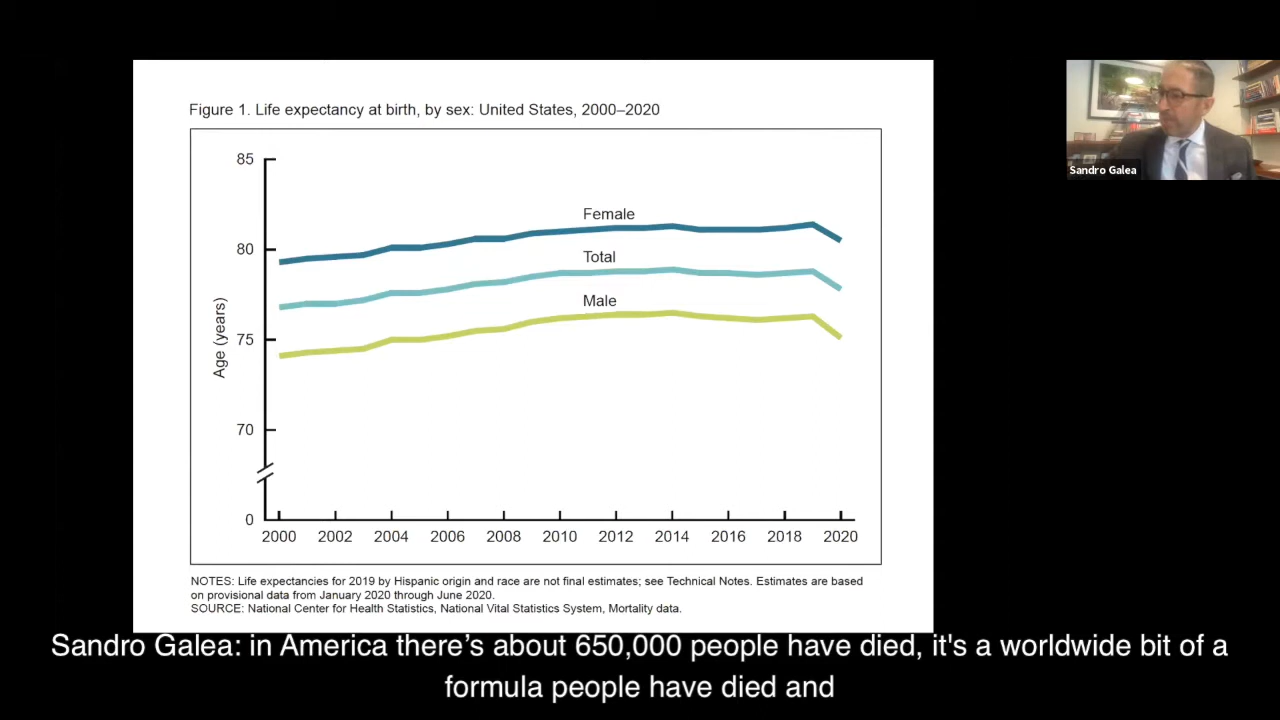 Figure 1. Life expectancy at birth, by sex: United States, 2000–2020
85
80
75
70
0
Age (years)
Female
Total
Male
2000 2002 2004 2006 2008 2010 2012 2014 2016 2018 2020
NOTES: Life expectancies for 2019 by Hispanic origin and race are not final estimates; see Technical Notes. Estimates are based
on provisional data from January 2020 through June 2020.
SOURCE: National Center for Health Statistics, National Vital Statistics System, Mortality data.
Sandro Galea
Sandro Galea: in America there’s about 650,000 people have died, it's a worldwide bit of a
formula people have died and